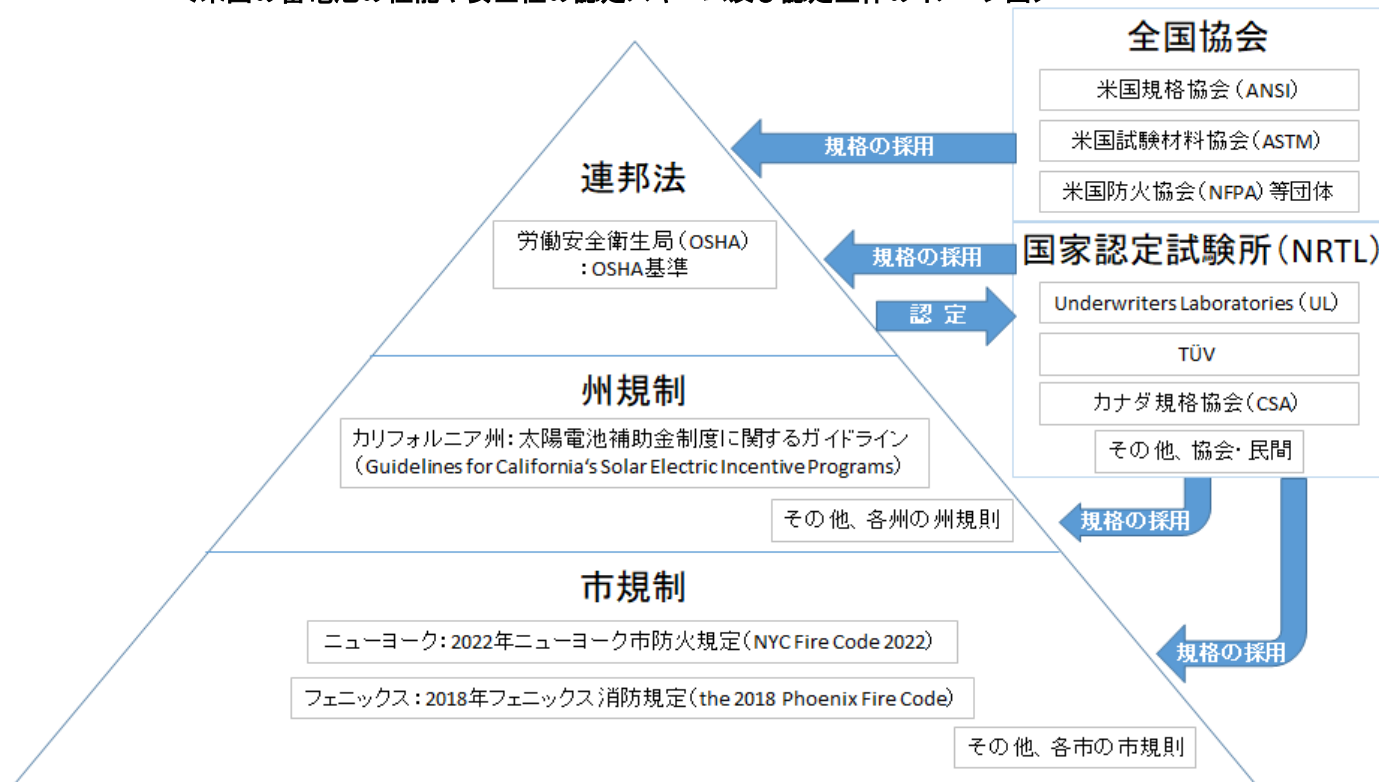 全国協会
米国規格協会（ANSI）
米国試験材料協会（ASTM）
米国防火協会（NFPA）等団体
規格の採用
連邦法
労働安全衛生局（OSHA）
：OSHA基準
規格の採用
認 定
国家認定試験所（NRTL）
Underwriters Laboratories（UL）
TÜV
カナダ規格協会（CSA）
その他、協会・民間
州規制
カリフォルニア州：太陽電池補助金制度に関するガイドライン
（Guidelines for California's Solar Electric Incentive Programs）
その他、各州の州規則
規格の採用
市規制
ニューヨーク：2022年ニューヨーク市防火規定（NYC Fire Code 2022）
フェニックス：2018年フェニックス消防規定（the 2018 Phoenix Fire Code）
その他、各市の市規則
規格の採用